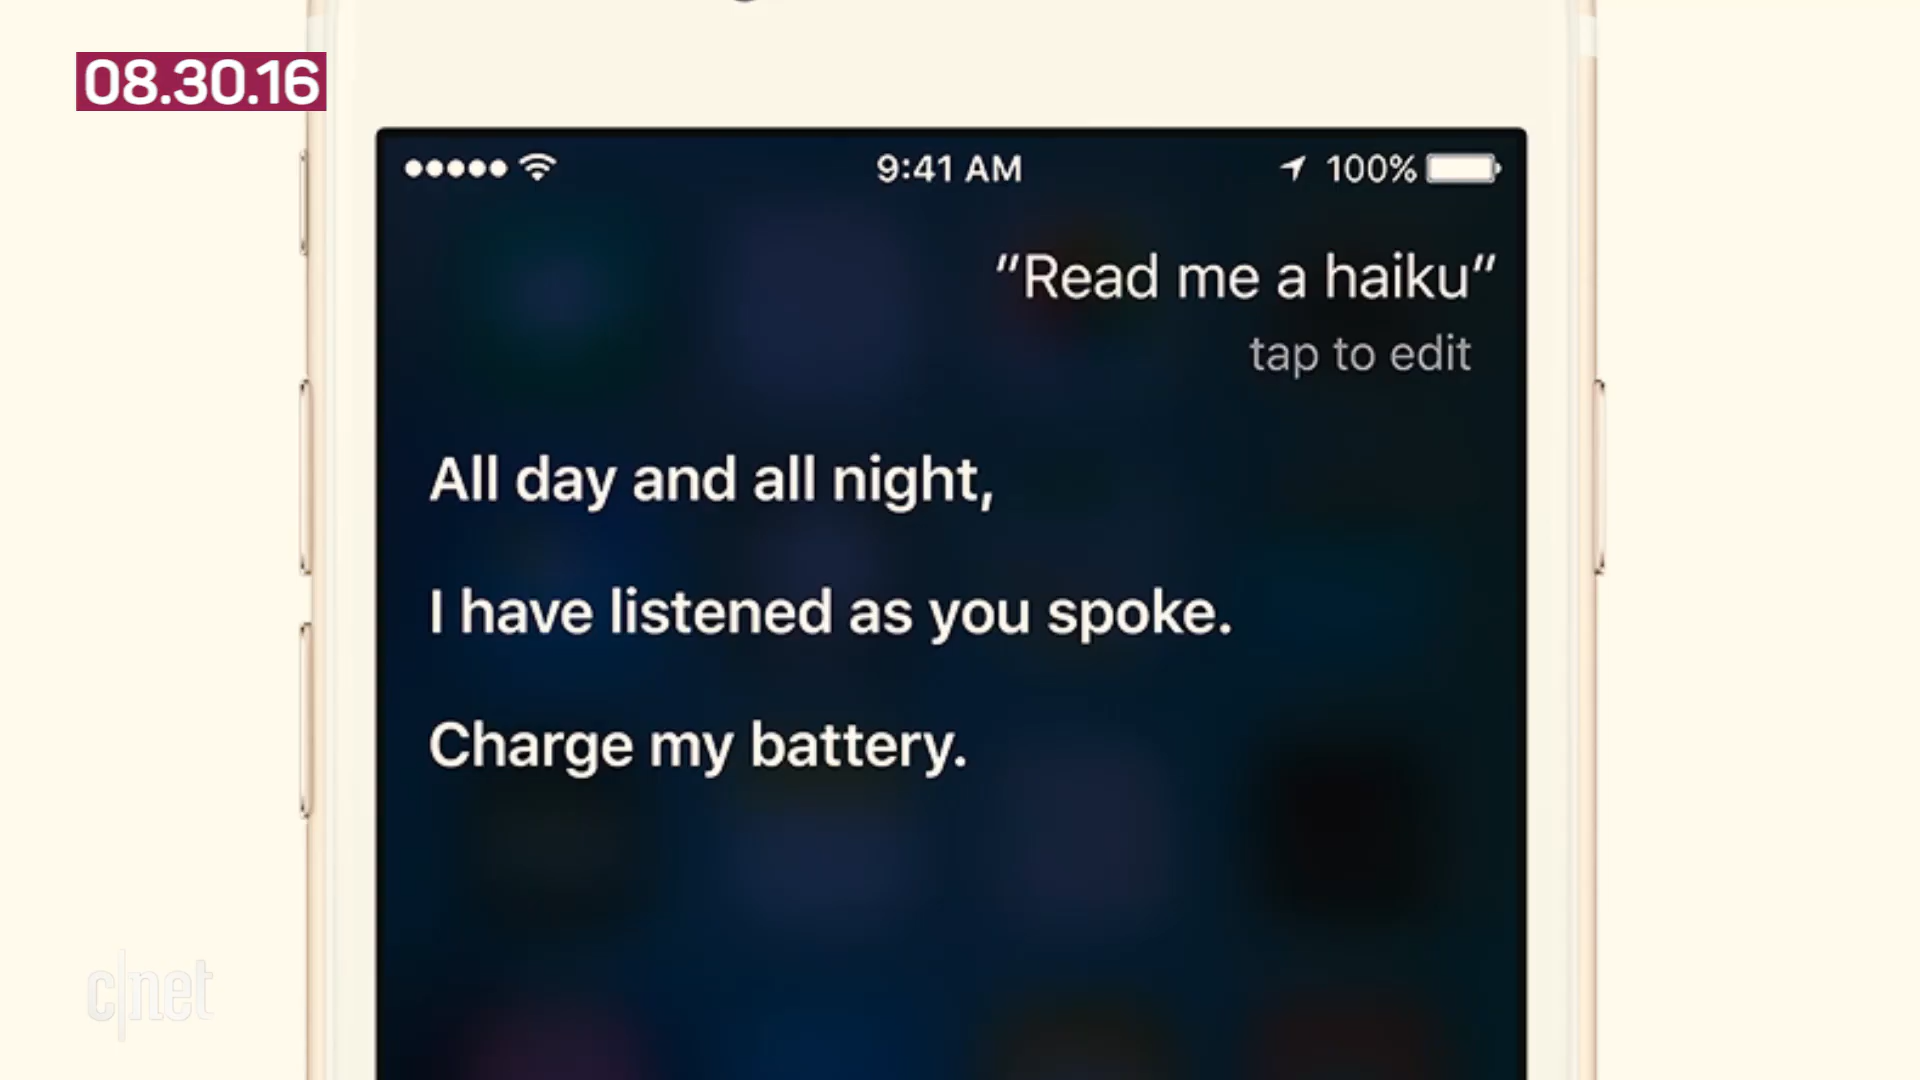 08.30.16
9:41 AM
100%
“Read me a haiku“
tap to edit
All day and all night,
I have listened as you spoke.
Charge my battery.
c|net